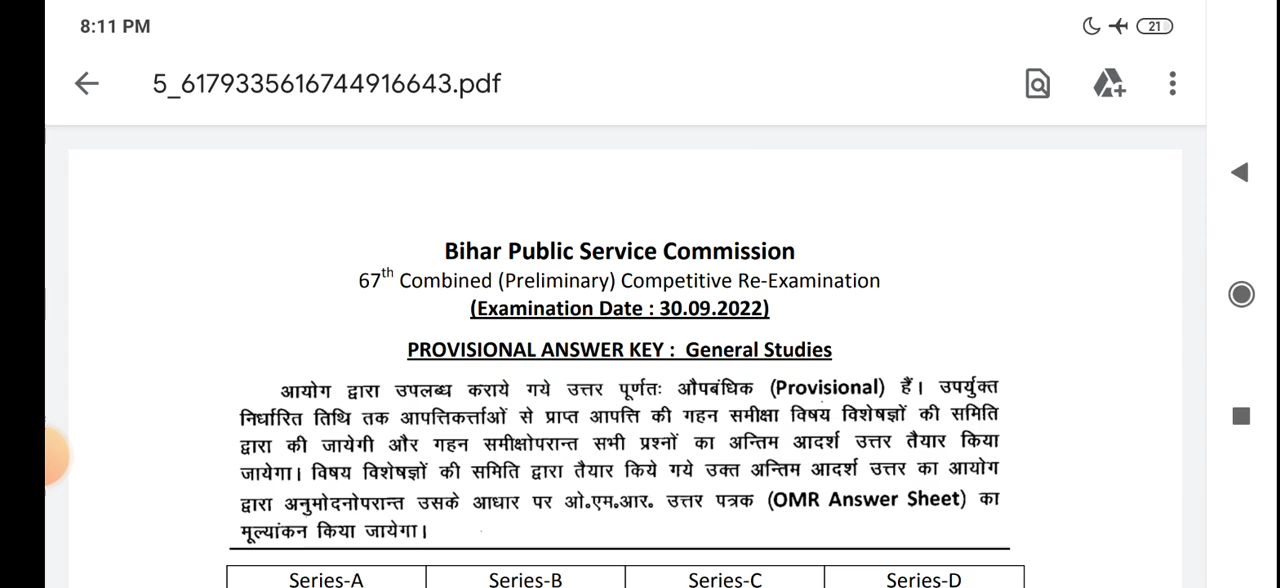 8:11 PM
21
5_6179335616744916643.pdf
Bihar Public Service Commission
67th Combined (Preliminary) Competitive Re-Examination
(Examination Date : 30.09.2022)
PROVISIONAL ANSWER KEY : General Studies
आयोग द्वारा उपलब्ध कराये गये उत्तर पूर्णतः औपबंधिक (Provisional) हैं। उपर्युक्त
निर्धारित तिथि तक आपत्तिकर्त्ताओं से प्राप्त आपत्ति की गहन समीक्षा विषय विशेषज्ञों की समिति
द्वारा की जायेगी और गहन समीक्षोपरान्त सभी प्रश्नों का अन्तिम आदर्श उत्तर तैयार किया
जायेगा। विषय विशेषज्ञों की समिति द्वारा तैयार किये गये उक्त अन्तिम आदर्श उत्तर का आयोग
द्वारा अनुमोदनोपरान्त उसके आधार पर ओ.एम.आर. उत्तर पत्रक (OMR Answer Sheet) का
मूल्यांकन किया जायेगा।
Series-A Series-B Series-C Series-D